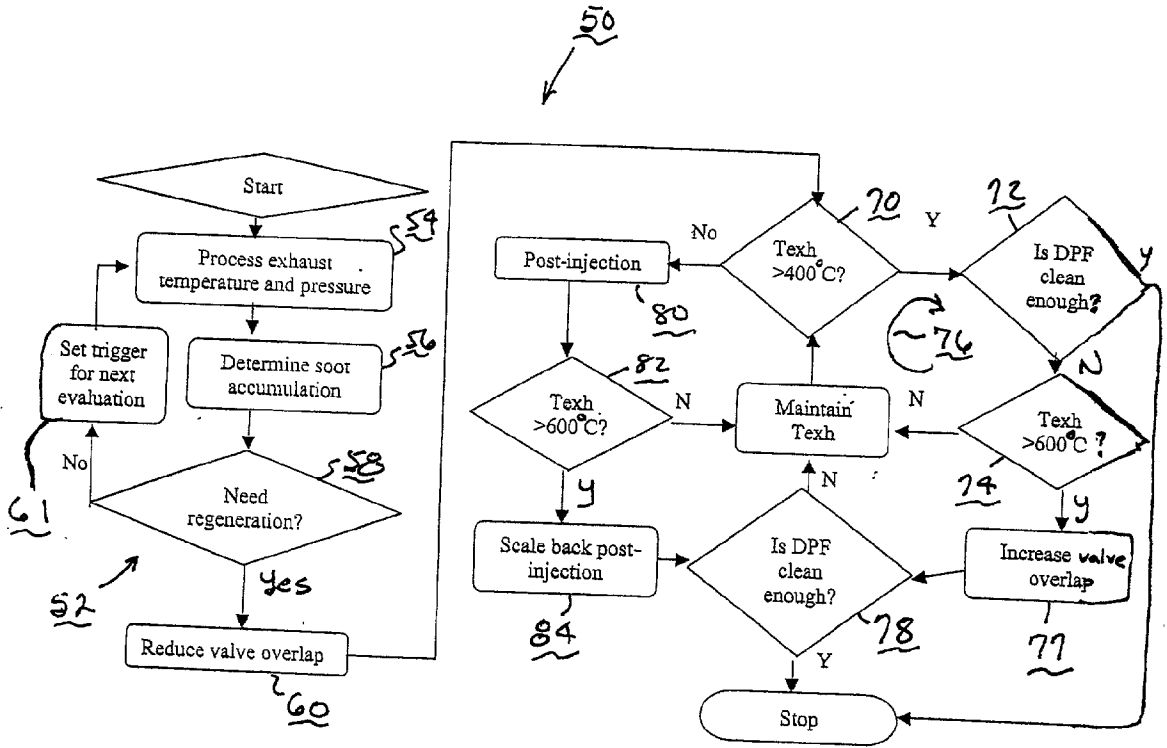 50
Start
54
Process exhaust
temperature and pressure
56
Determine soot
accumulation
Set trigger
for next
evaluation
No
61
58
Need
regeneration?
52
Yes
Reduce valve overlap
60
70
Texh
>400°C?
No
Y
Post-injection
80
82
Texh
>600°C?
N
Y
Scale back post-
injection
84
Maintain
Texh
76
72
Is DPF
clean
enough?
Y
N
Texh
>600°C?
N
74
Y
Increase valve
overlap
77
N
Is DPF
clean
enough?
78
Y
Stop